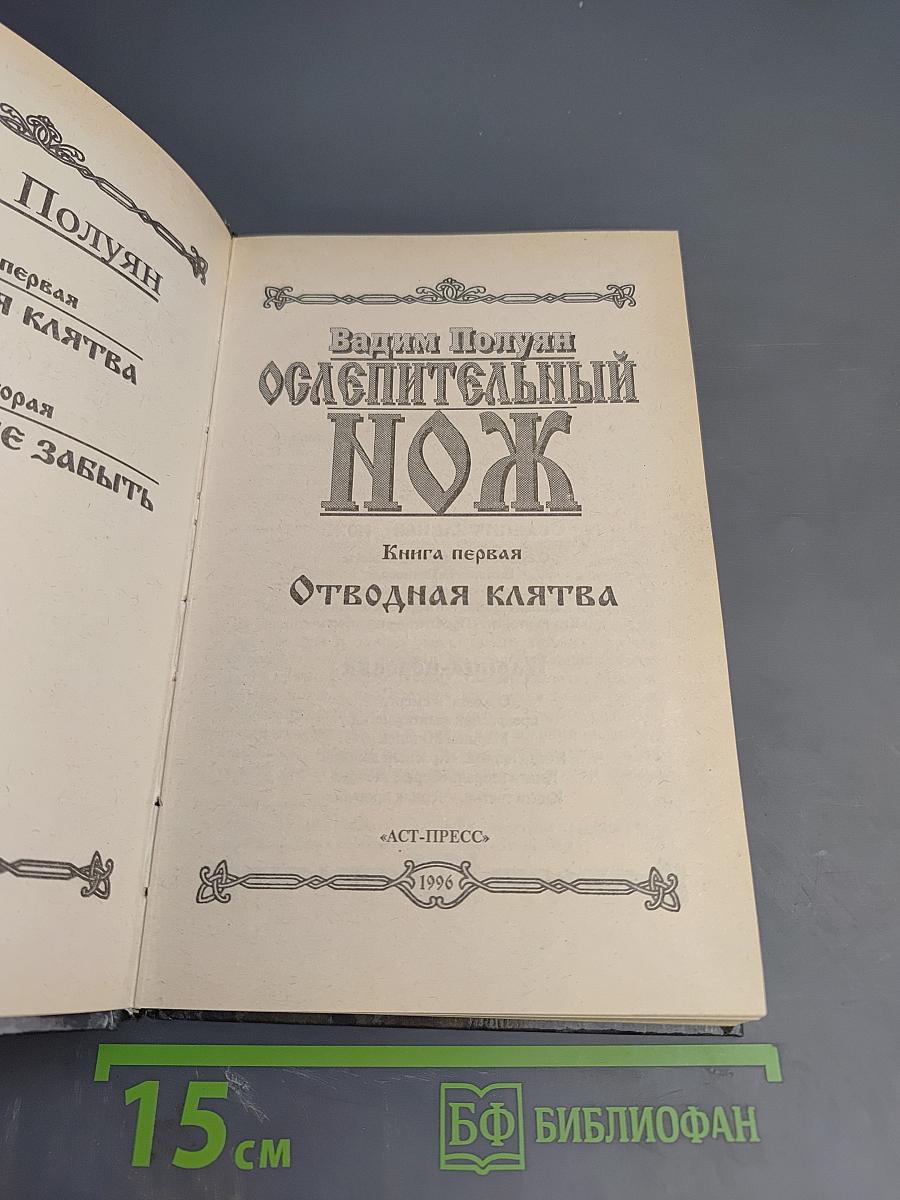 Полуян
первая
я клятва
орая
е забыть
Вадим Полуян
ОСЛЕПИТЕЛЬНЫЙ
NОЖ
Книга первая
Отводная клятва
«АСТ-ПРЕСС»
1996
15 см
БФ БИБЛИОФАН